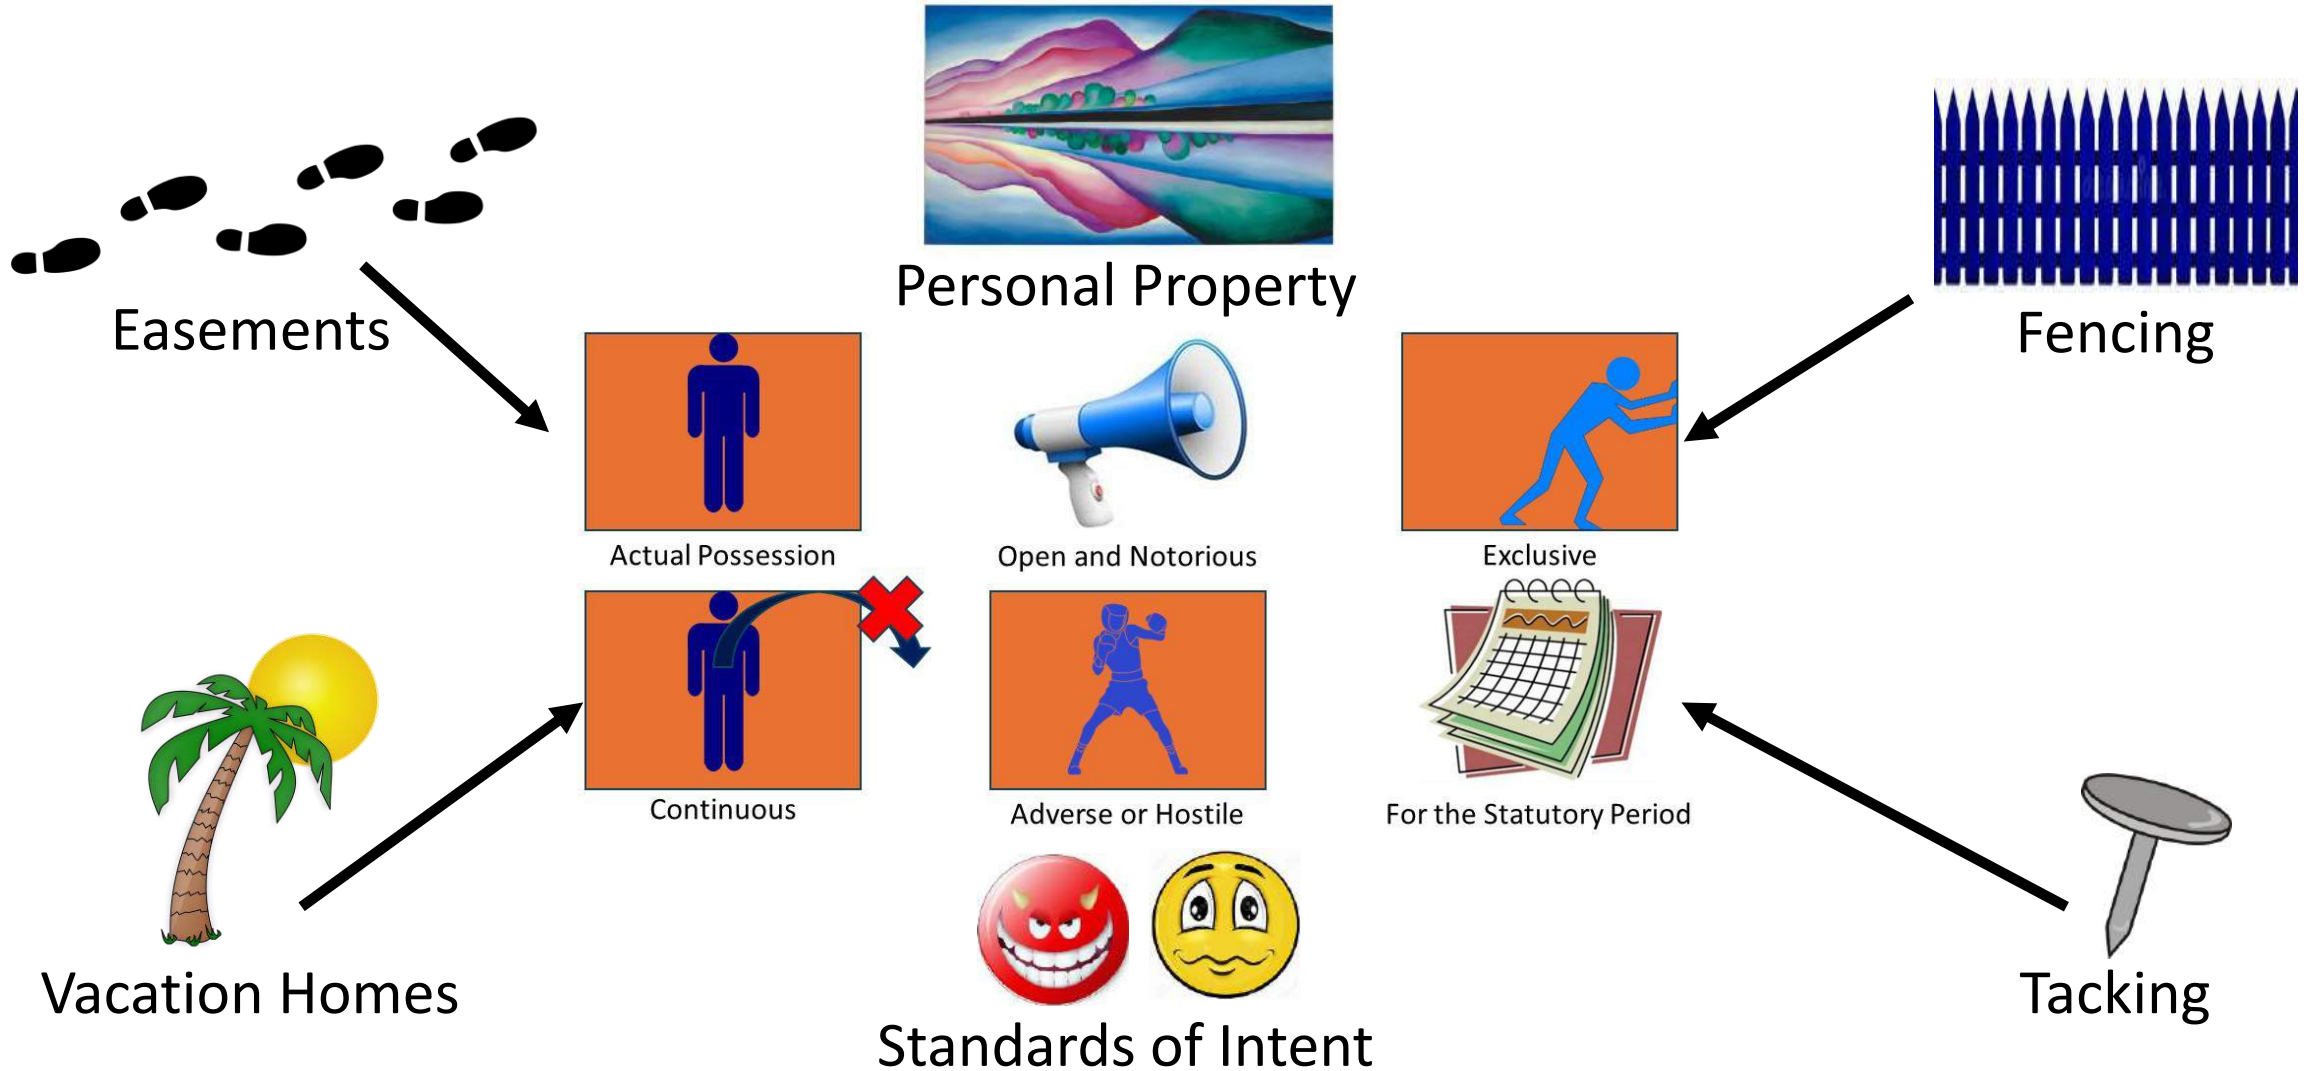 Personal Property
Easements
Fencing
Actual Possession
Open and Notorious
Exclusive
Continuous
Adverse or Hostile
For the Statutory Period
Vacation Homes
Tacking
Standards of Intent